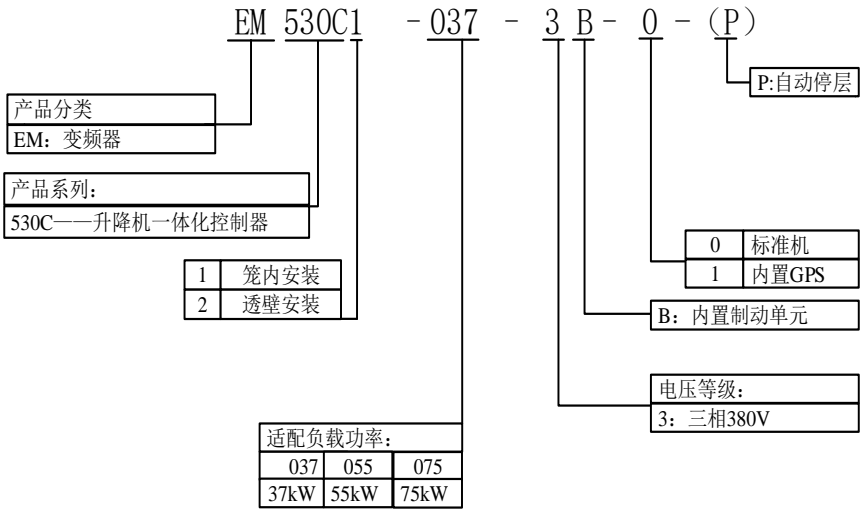 EM 530C1 -037 - 3 B- 0 -(P)
P:自动停层
产品分类
EM：变频器
产品系列：
530C——升降机一体化控制器
0 标准机
1 内置GPS
1 笼内安装
2 透壁安装
B：内置制动单元
电压等级：
3：三相380V
适配负载功率：
037 055 075
37kW 55kW 75kW